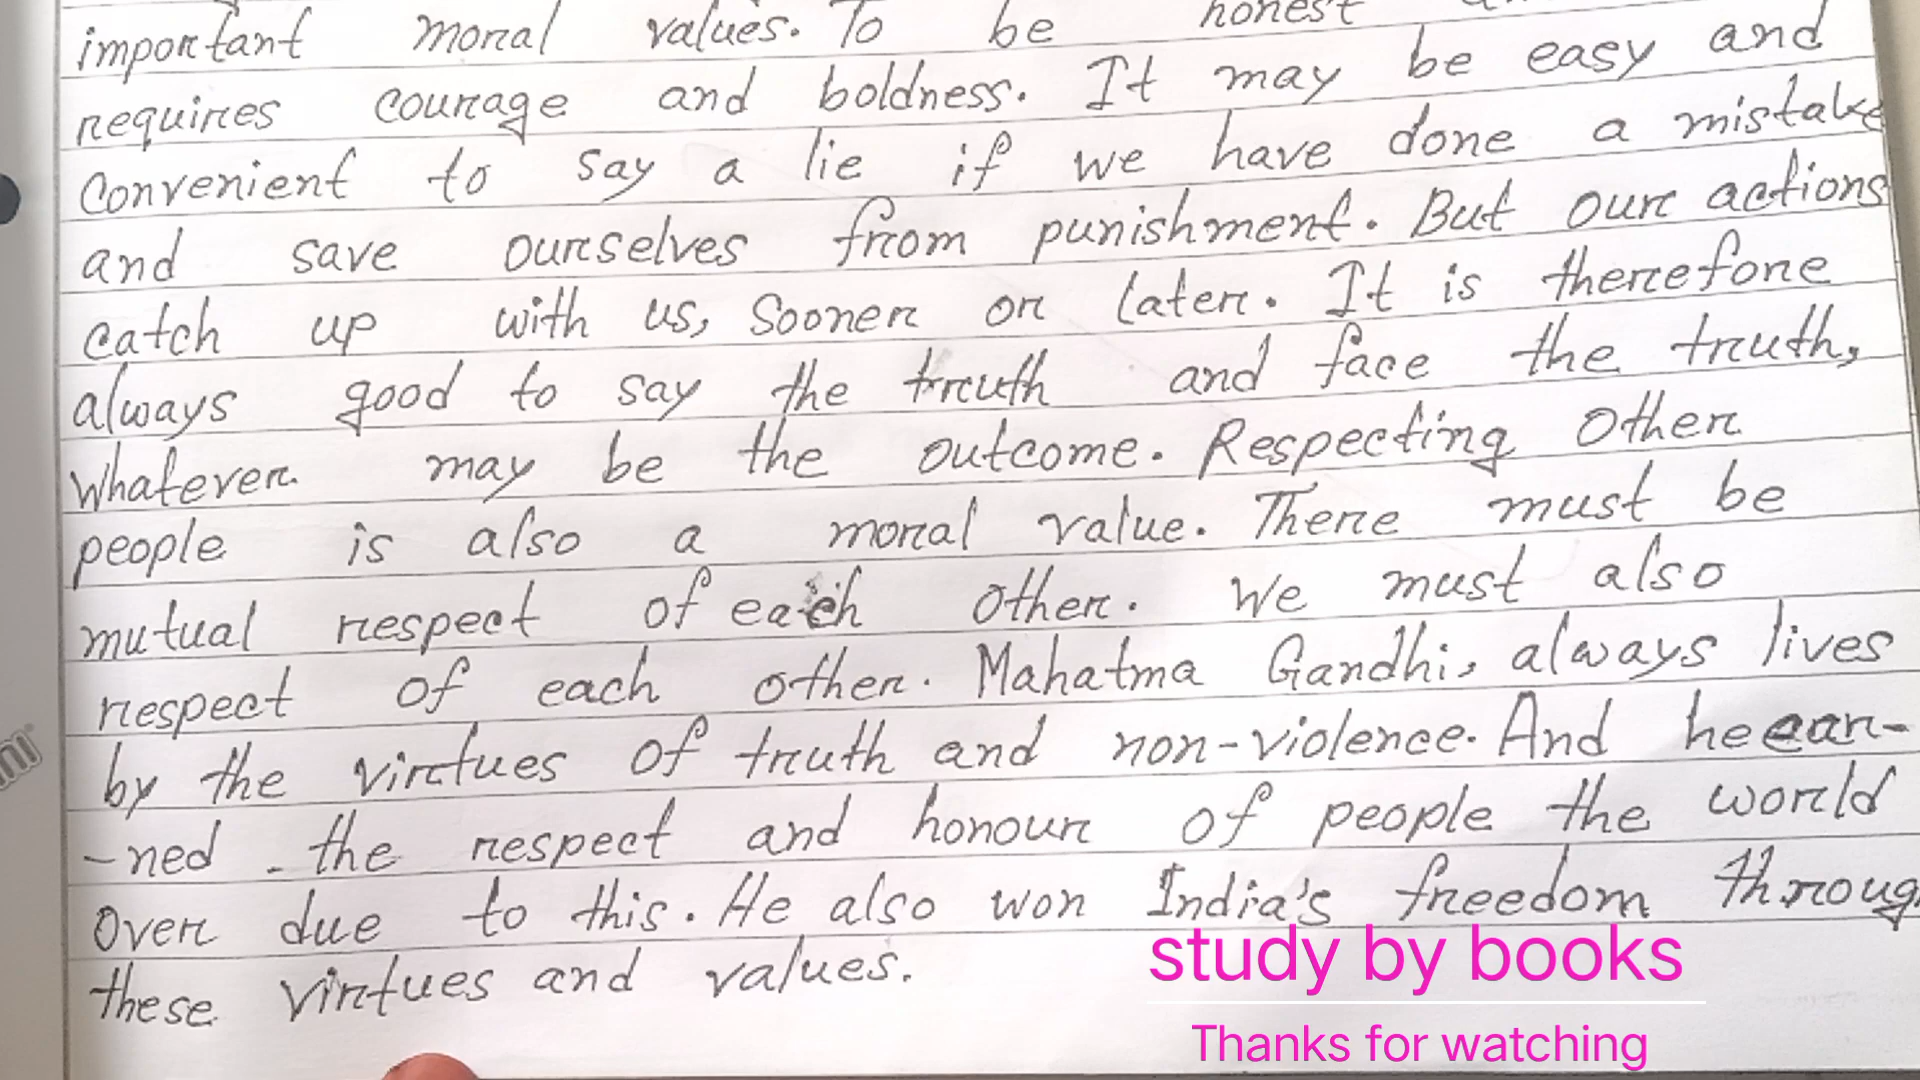 important moral values. To be honest
requires courage and boldness. It may be easy and
Convenient to say a lie if we have done a mistake
and save ourselves from punishment. But our actions
catch up with us, Sooner or later. It is therefore
always good to say the truth and face the truth,
Whatever may be the outcome. Respecting Other
people is also a moral value. There must be
mutual respect of each Other. We must also
respect of each other. Mahatma Gandhi, always lives
by the virtues of truth and non-violence. And he ear-
-ned - the respect and honour of people the world
Over due to this. He also won India's freedom throug
these virtues and values.
study by books
Thanks for watching